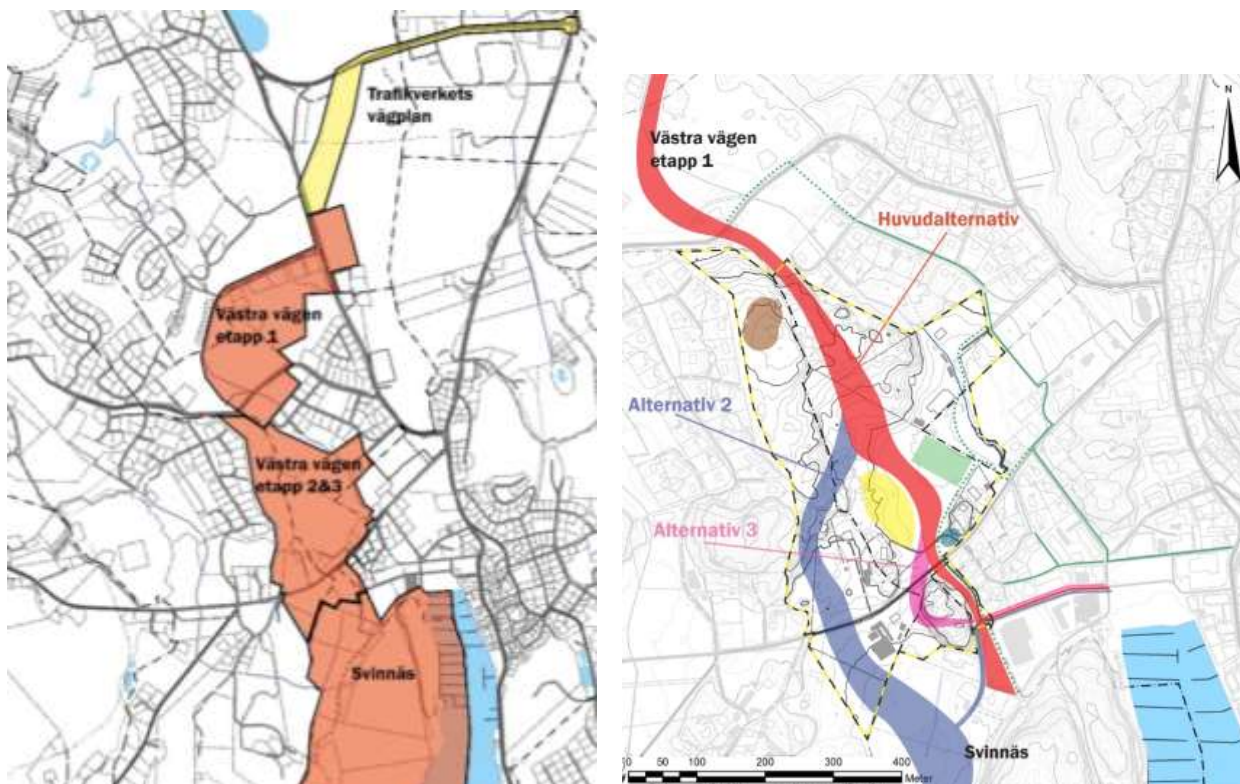 Trafikverkets
vägplan
Västra vägen
etapp 1
Västra vägen
etapp 2&3
Svinnäs
Västra vägen
etapp 1
N
Huvudalternativ
Alternativ 2
Alternativ 3
Svinnäs
50 100 200 300 400
Meter